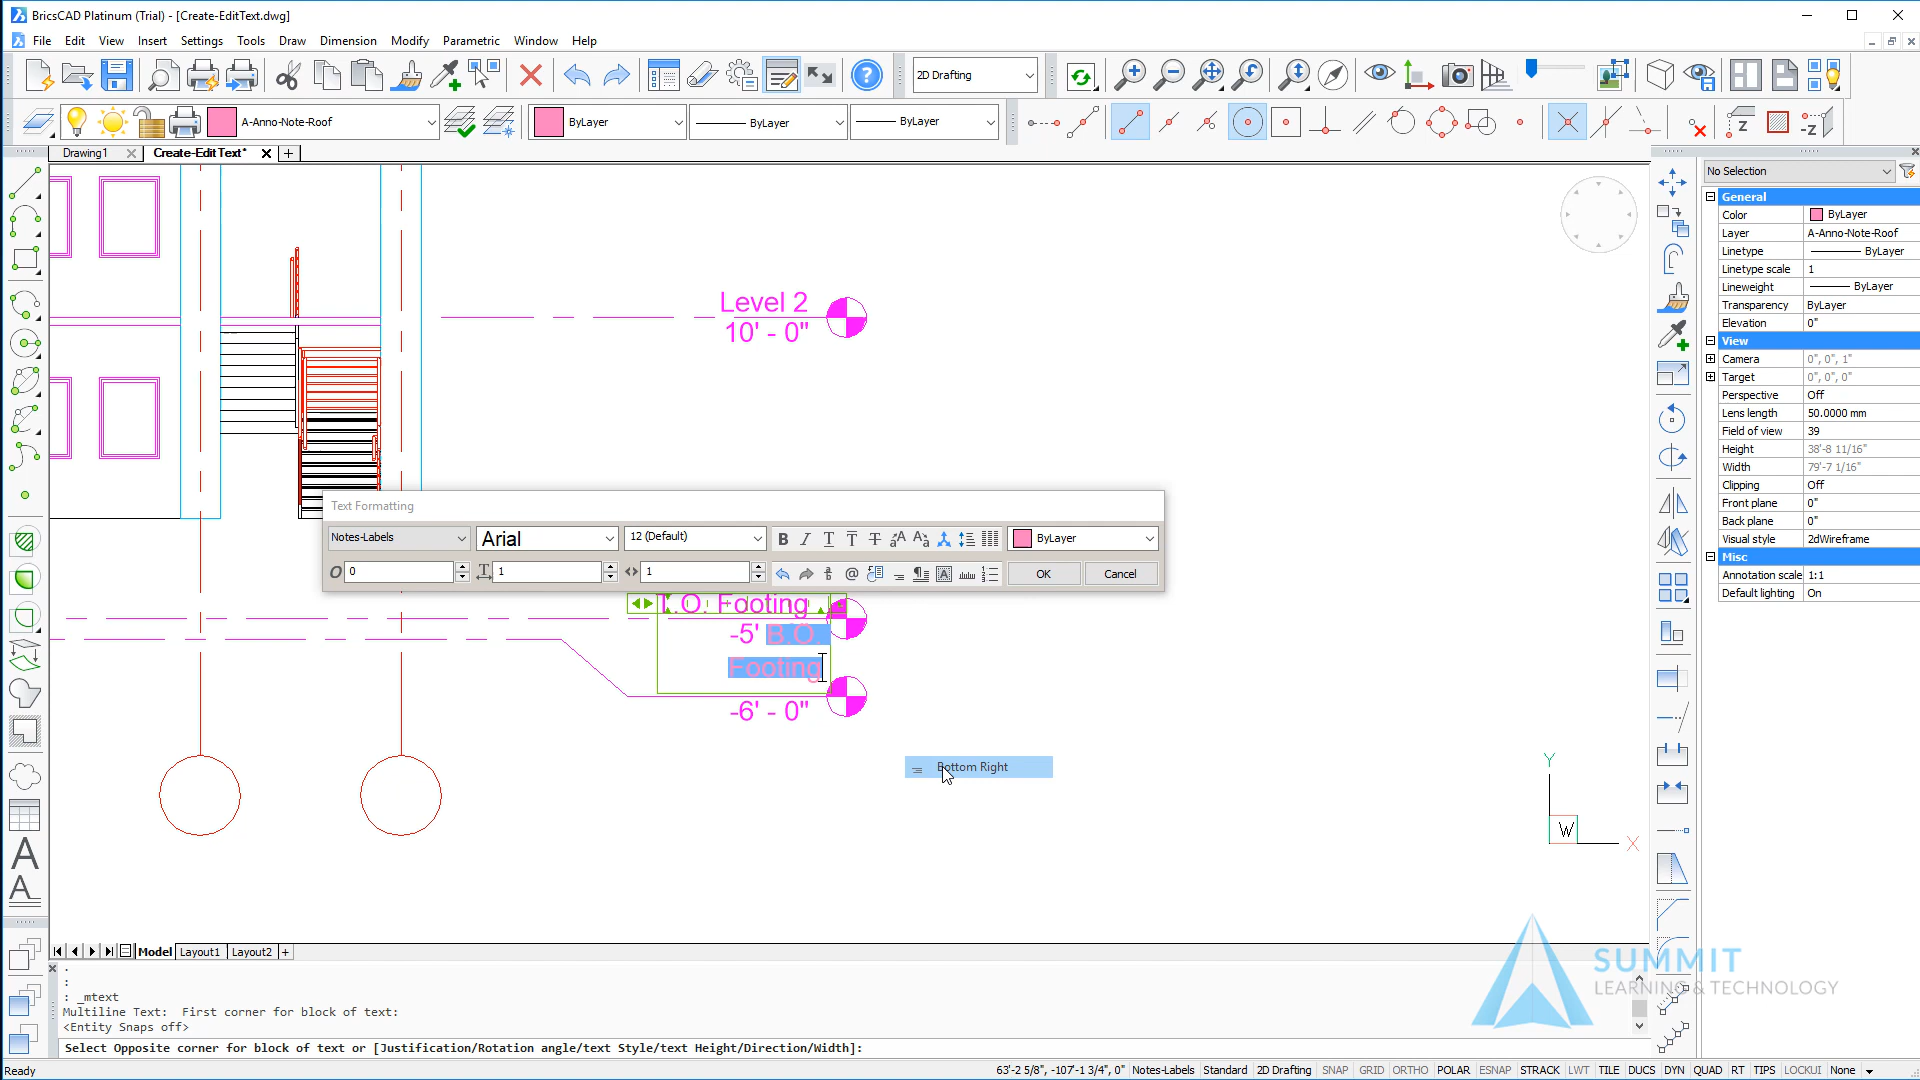 BricsCAD Platinum (Trial) - [Create-EditText.dwg]
File Edit View Insert Settings Tools Draw Dimension Modify Parametric Window Help
2D Drafting
A-Anno-Note-Roof ByLayer ByLayer ByLayer
Drawing1 Create-EditText*
No Selection
General
Color ByLayer
Layer A-Anno-Note-Roof
Linetype ByLayer
Linetype scale 1
Lineweight ByLayer
Transparency ByLayer
Elevation 0"
View
Camera 0", 0", 1"
Target 0", 0", 0"
Perspective Off
Lens length 50.0000 mm
Field of view 39
Height 38'-8 11/16"
Width 79'-7 1/16"
Clipping Off
Front plane 0"
Back plane 0"
Visual style 2dWireframe
Misc
Annotation scale 1:1
Default lighting On
Level 2
10' - 0"
Text Formatting
Notes-Labels Arial 12 (Default) ByLayer
0 1 1 OK Cancel
T.O. Footing
-5' B.O.
Footing
-6' - 0"
Bottom Right
Y
W X
Model Layout1 Layout2
:
:
: _mtext
Multiline Text: First corner for block of text:
<Entity Snaps off>
Select Opposite corner for block of text or [Justification/Rotation angle/text Style/text Height/Direction/Width]:
SUMMIT
LEARNING & TECHNOLOGY
Ready 63'-2 5/8", -107'-1 3/4", 0" Notes-Labels Standard 2D Drafting SNAP GRID ORTHO POLAR ESNAP STRACK LWT TILE DUCS DYN QUAD RT TIPS LOCKUI None